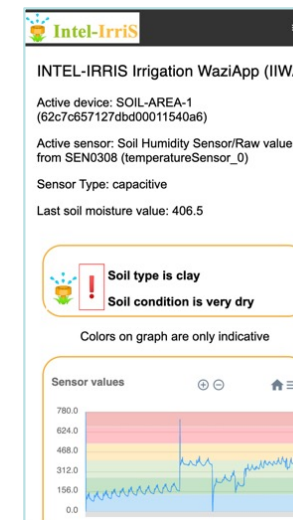 Intel-IrriS
INTEL-IRRIS Irrigation WaziApp
Active device: SOIL-AREA-1
(62c7c657127dbd00011540a6)
Active sensor: Soil Humidity Sensor/Raw value
from SEN0308 (temperatureSensor_0)
Sensor Type: capacitive
Last soil moisture value: 406.5
Soil type is clay
Soil condition is very dry
Colors on graph are only indicative
Sensor values
780.0
624.0
468.0
312.0
156.0
0.0